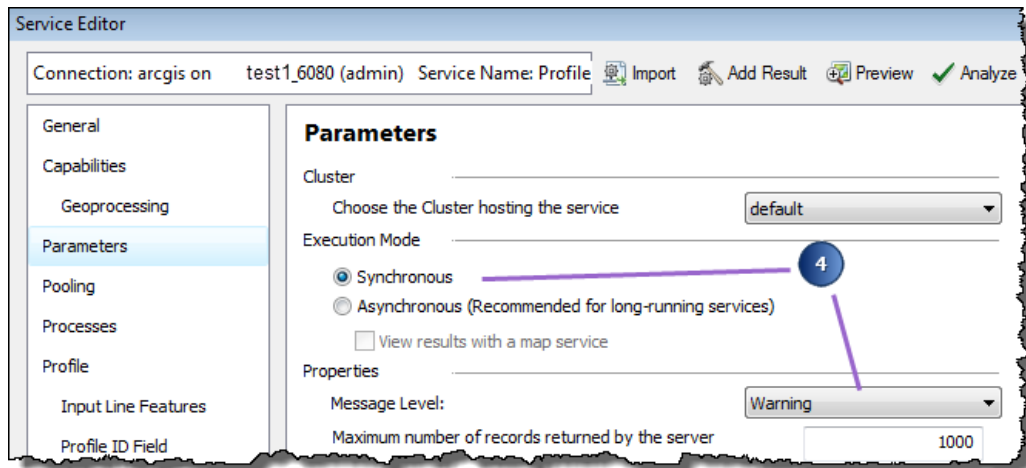 Service Editor
Connection: arcgis on test1_6080 (admin) Service Name: Profile Import Add Result Preview Analyze
General
Capabilities
Geoprocessing
Parameters
Pooling
Processes
Profile
Input Line Features
Profile ID Field
Parameters
Cluster
Choose the Cluster hosting the service default
Execution Mode
Synchronous
4
Asynchronous (Recommended for long-running services)
View results with a map service
Properties
Message Level: Warning
Maximum number of records returned by the server 1000